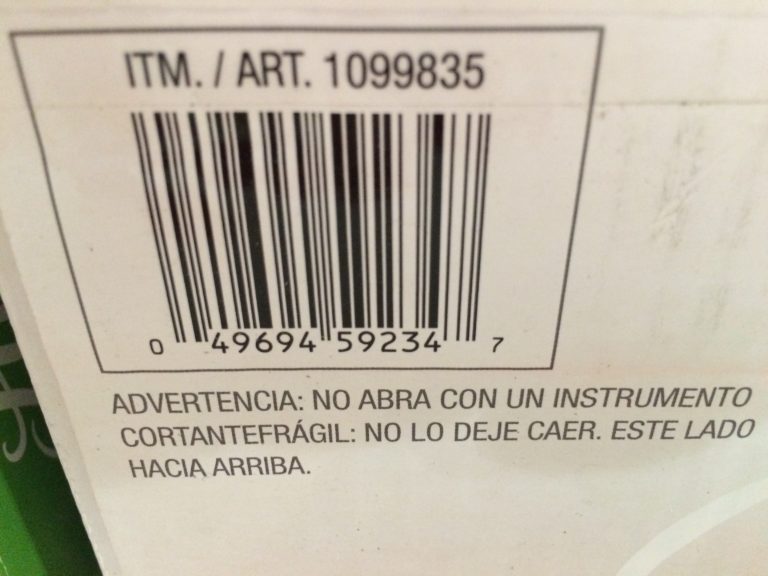 ITM. / ART. 1099835
0 49694 59234 7
ADVERTENCIA: NO ABRA CON UN INSTRUMENTO
CORTANTEFRÁGIL: NO LO DEJE CAER. ESTE LADO
HACIA ARRIBA.